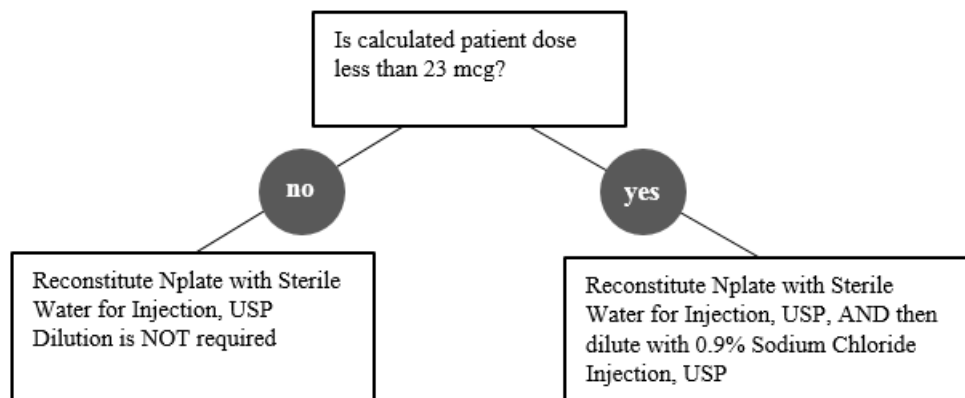 Is calculated patient dose
less than 23 mcg?
no
yes
Reconstitute Nplate with Sterile
Water for Injection, USP
Dilution is NOT required
Reconstitute Nplate with Sterile
Water for Injection, USP, AND then
dilute with 0.9% Sodium Chloride
Injection, USP